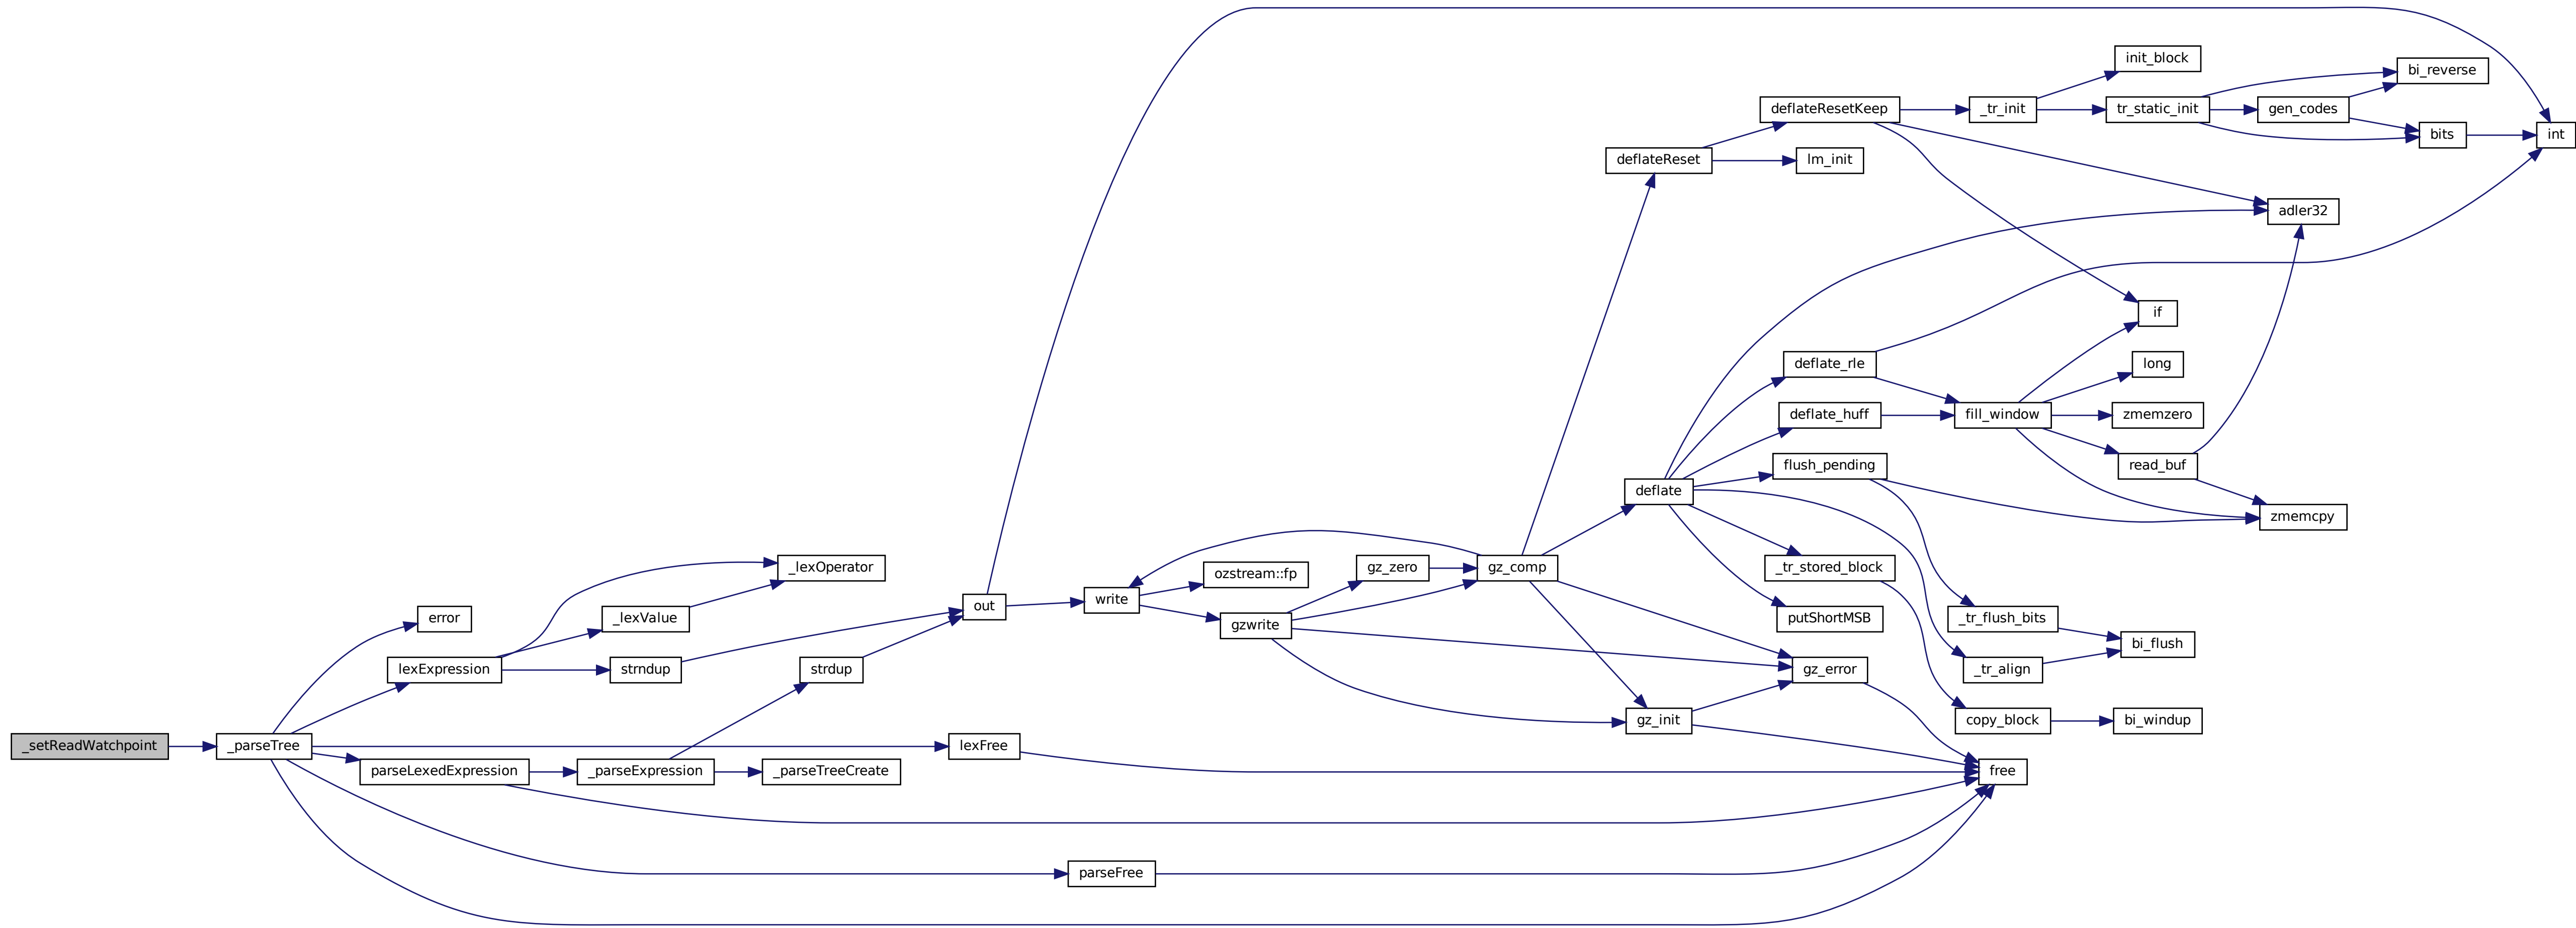 _setReadWatchpoint
_parseTree
error
lexExpression
parseLexedExpression
_lexOperator
_lexValue
strndup
_parseExpression
strdup
_parseTreeCreate
lexFree
parseFree
out
write
ozstream::fp
gzwrite
gz_zero
gz_comp
deflateReset
deflate
gz_init
deflateResetKeep
lm_init
deflate_rle
deflate_huff
flush_pending
_tr_stored_block
putShortMSB
gz_error
_tr_init
fill_window
_tr_flush_bits
_tr_align
copy_block
free
init_block
tr_static_init
if
long
zmemzero
read_buf
bi_flush
bi_windup
bi_reverse
gen_codes
bits
int
adler32
zmemcpy